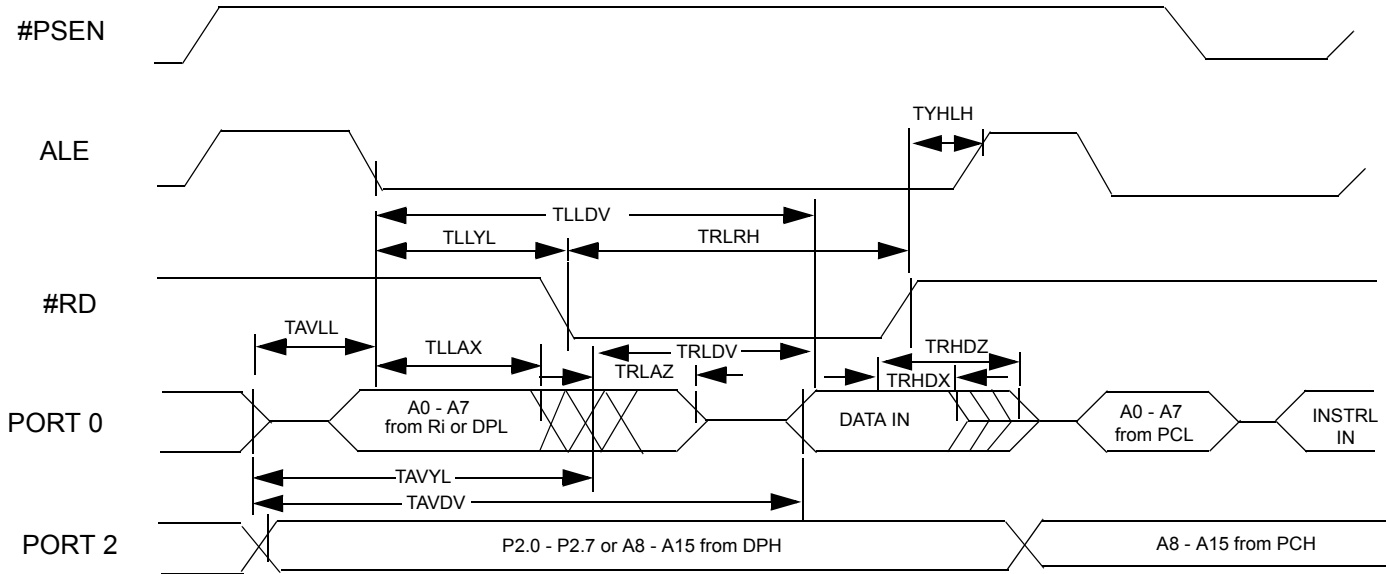 #PSEN
TYHLH
ALE
TLLDV
TLLYL
TRLRH
#RD
TAVLL
TLLAX
TRLDV
TRHDZ
TRLAZ
TRHDX
PORT 0
A0 - A7
from Ri or DPL
DATA IN
A0 - A7
from PCL
INSTRL
IN
TAVYL
TAVDV
PORT 2
P2.0 - P2.7 or A8 - A15 from DPH
A8 - A15 from PCH